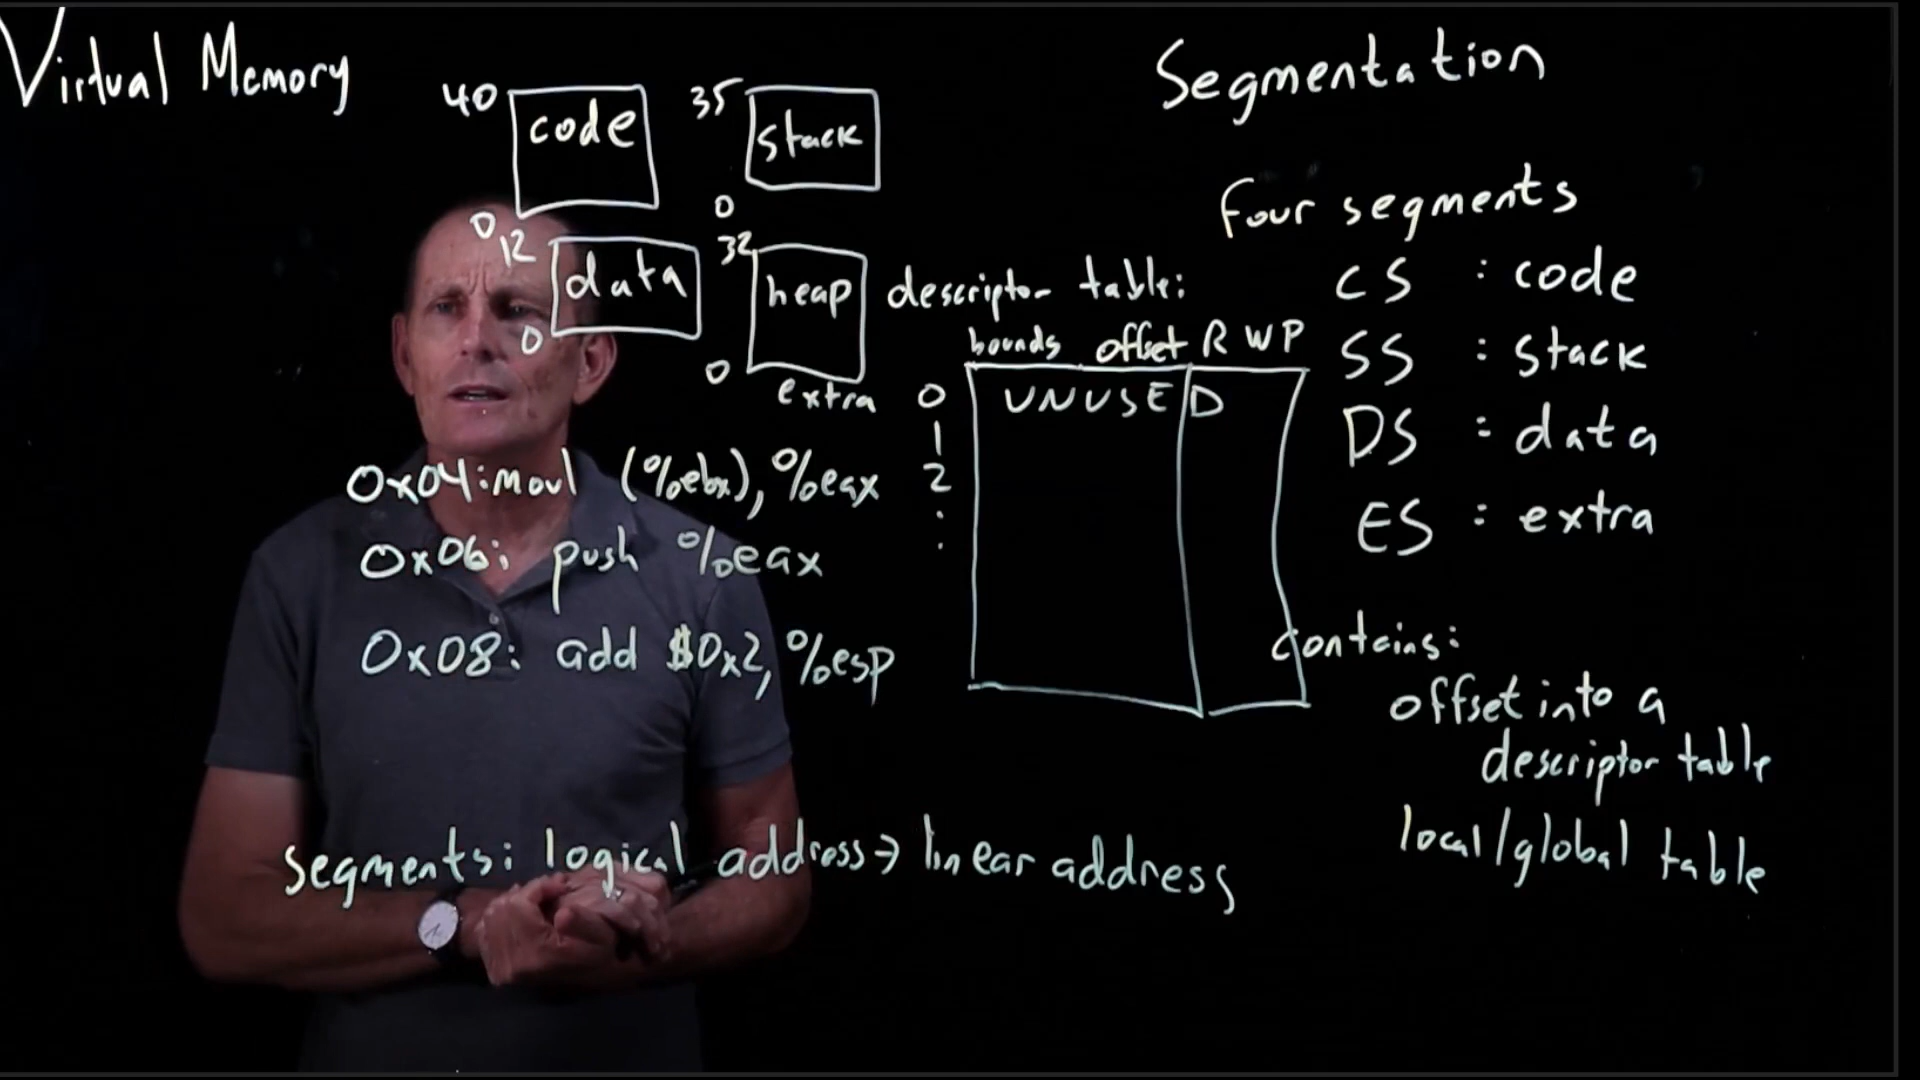 Virtual Memory
Segmentation
40 code
0
35 stack
0
12 data
0
32 heap
0
extra
four segments
CS : code
SS : stack
DS : data
ES : extra
descriptor table:
bounds offset R W P
0 UNUSED
1
2
:
0x04: movl (%ebx), %eax
0x06: push %eax
0x08: add $0x2, %esp
contains:
offset into a
descriptor table
local/global table
segments: logical address → linear address